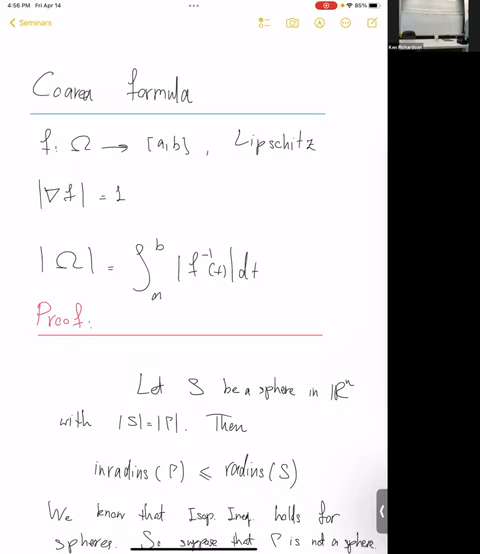 4:56 PM Fri Apr 14
85%
Seminars
Ken Richardson
Coarea formula
f: Ω → [a,b], Lipschitz
|∇f| = 1
|Ω| = ∫_a^b |f⁻¹(t)| dt
Proof:
Let S be a sphere in ℝⁿ
with |S| = |P|. Then
inradius(P) ⩽ radius(S)
We know that Isop. Ineq. holds for
spheres. So suppose that P is not a sphere